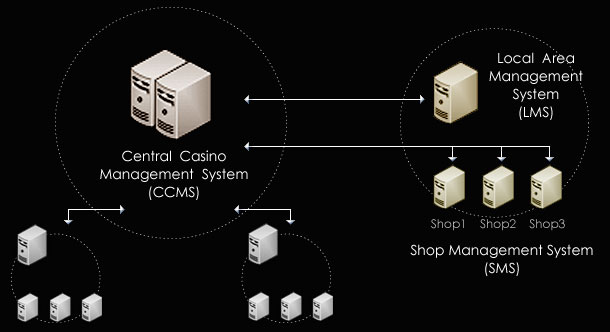 Central Casino
Management System
(CCMS)
Local Area
Management
System
(LMS)
Shop1 Shop2 Shop3
Shop Management System
(SMS)